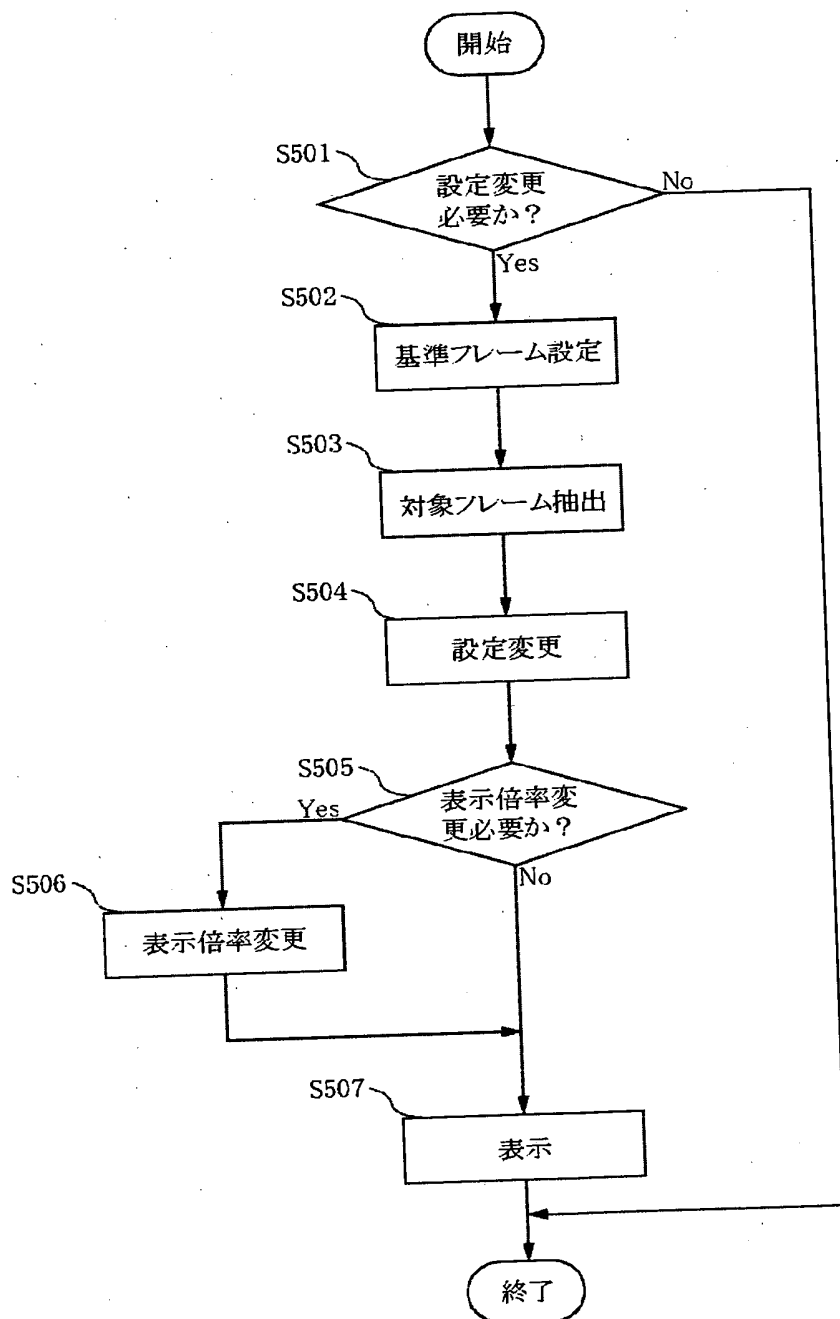 開始
S501
設定変更
必要か？
No
Yes
S502
基準フレーム設定
S503
対象フレーム抽出
S504
設定変更
S505
表示倍率変
更必要か？
Yes
No
S506
表示倍率変更
S507
表示
終了